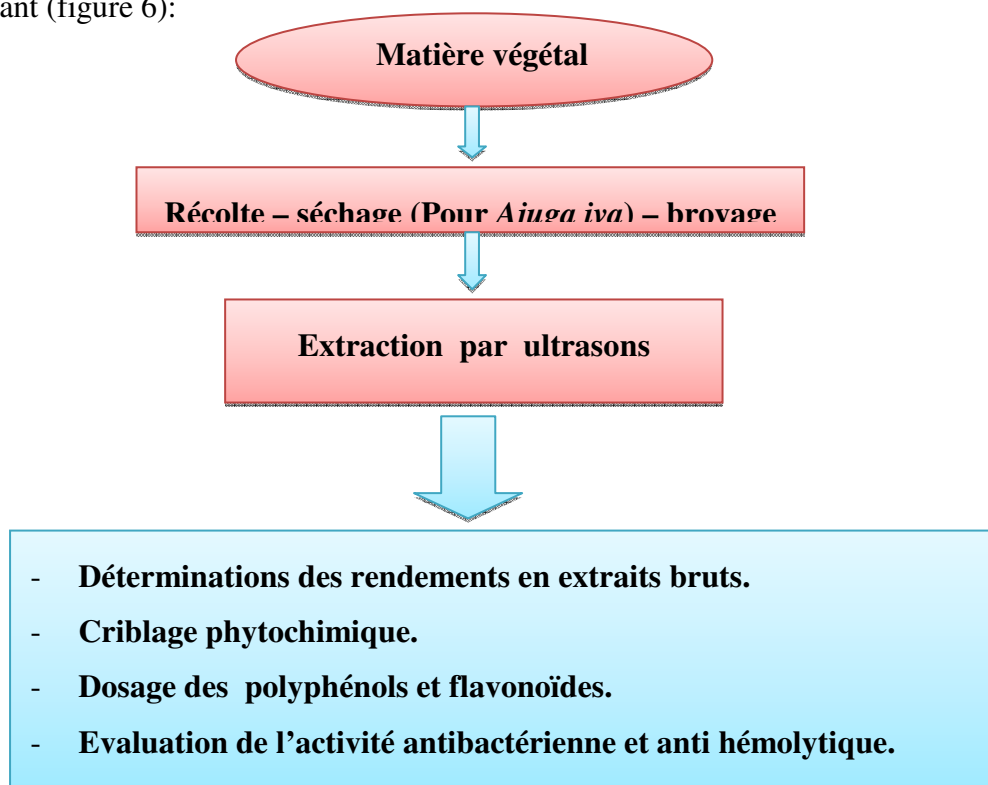 ant (figure 6):
Matière végétal
Récolte – séchage (Pour Ajuga iva) – broyage
Extraction par ultrasons
- Déterminations des rendements en extraits bruts.
- Criblage phytochimique.
- Dosage des polyphénols et flavonoïdes.
- Evaluation de l’activité antibactérienne et anti hémolytique.